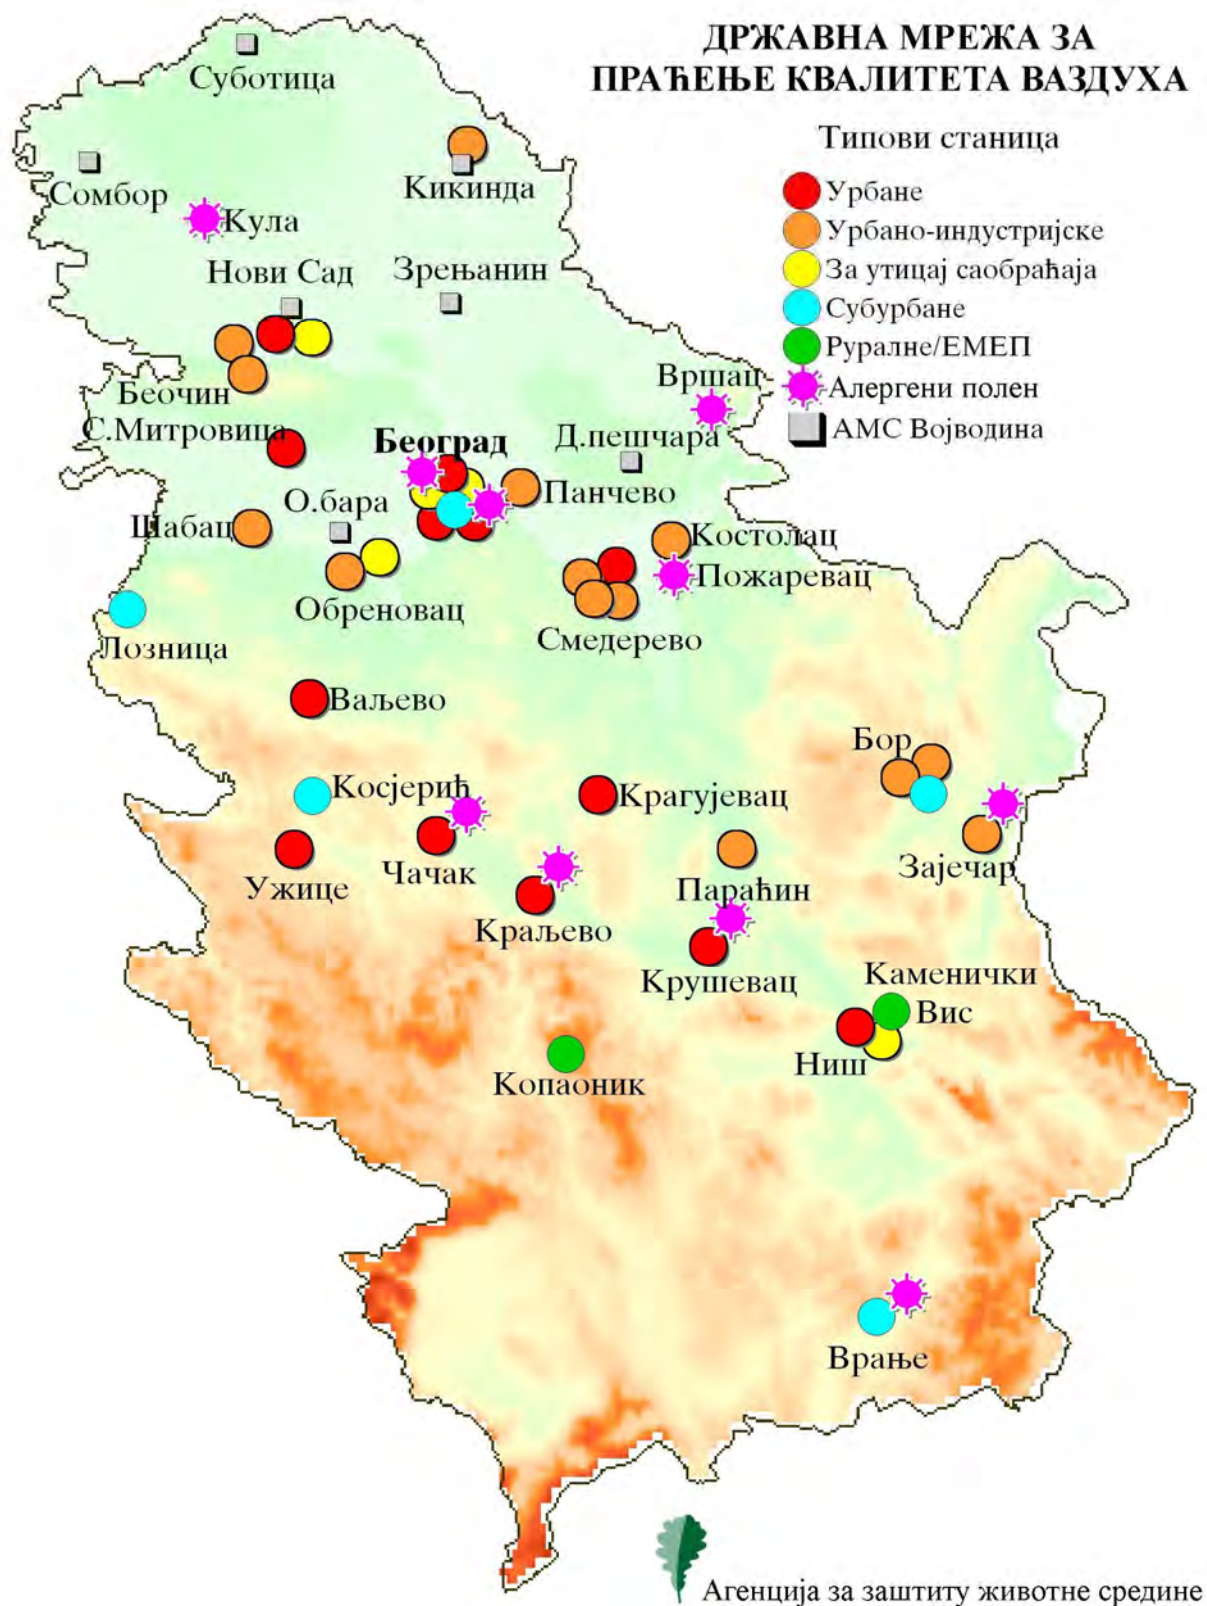 ДРЖАВНА МРЕЖА ЗА
ПРАЋЕЊЕ КВАЛИТЕТА ВАЗДУХА
Типови станица
Урбане
Урбано-индустријске
За утицај саобраћаја
Субурбане
Руралне/ЕМЕП
Алергени полен
АМС Војводина
Суботица
Сомбор
Кикинда
Кула
Нови Сад
Зрењанин
Вршац
Беочин
С.Митровица
Београд
Д.пешчара
Панчево
О.бара
Шабац
Костолац
Пожаревац
Обреновац
Смедерево
Лозница
Ваљево
Бор
Косјерић
Крагујевац
Чачак
Ужице
Зајечар
Параћин
Краљево
Крушевац
Каменички
Вис
Ниш
Копаоник
Врање
Агенција за заштиту животне средине